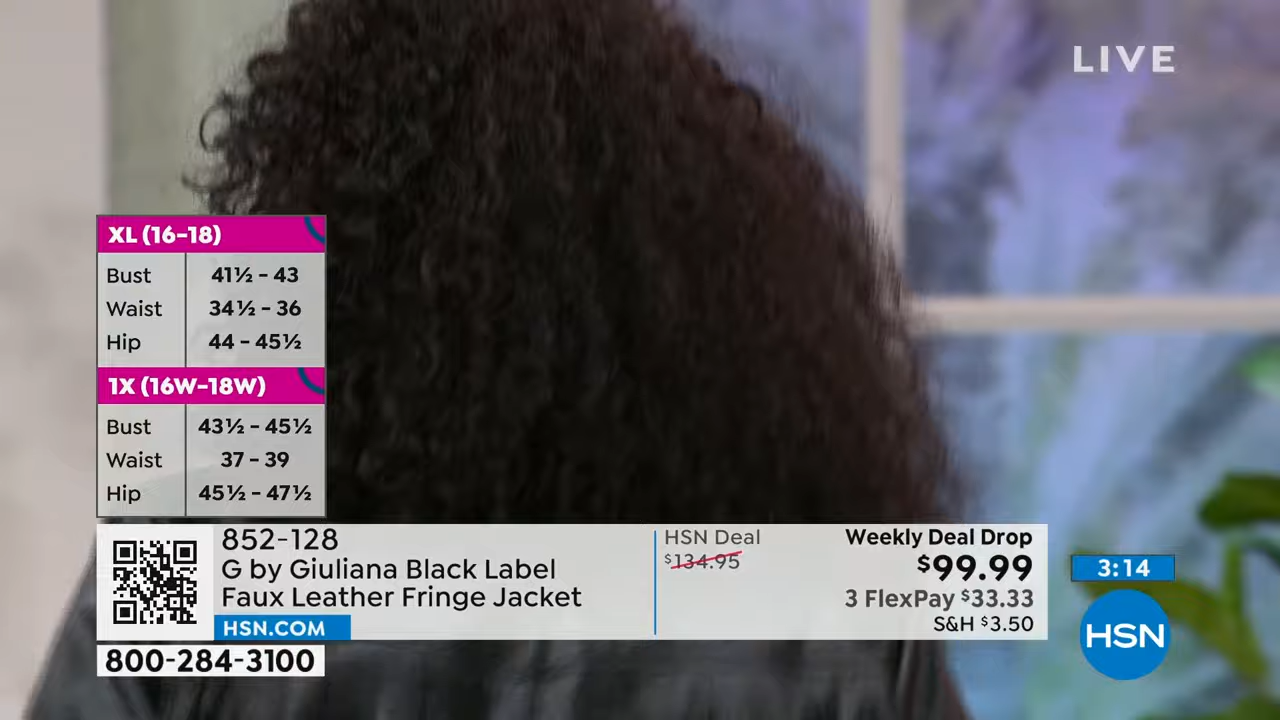 LIVE
XL (16-18)
Bust 41½ - 43
Waist 34½ - 36
Hip 44 - 45½
1X (16W-18W)
Bust 43½ - 45½
Waist 37 - 39
Hip 45½ - 47½
852-128
G by Giuliana Black Label
Faux Leather Fringe Jacket
HSN.COM
800-284-3100
HSN Deal
$134.95
Weekly Deal Drop
$99.99
3 FlexPay $33.33
S&H $3.50
3:14
HSN